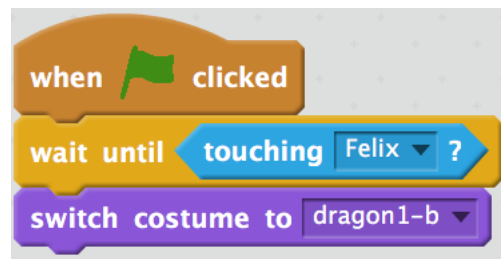 when clicked
wait until touching Felix ?
switch costume to dragon1-b